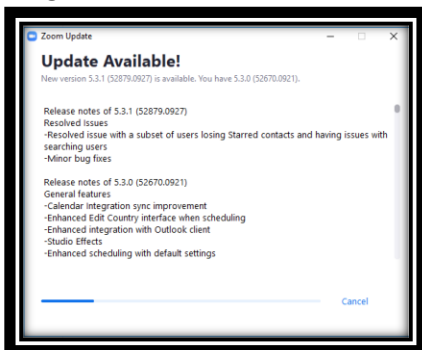 Zoom Update
Update Available!
New version 5.3.1 (52879.0927) is available. You have 5.3.0 (52670.0921).
Release notes of 5.3.1 (52879.0927)
Resolved Issues
-Resolved issue with a subset of users losing Starred contacts and having issues with
searching users
-Minor bug fixes
Release notes of 5.3.0 (52670.0921)
General features
-Calendar Integration sync improvement
-Enhanced Edit Country interface when scheduling
-Enhanced integration with Outlook client
-Studio Effects
-Enhanced scheduling with default settings
Cancel